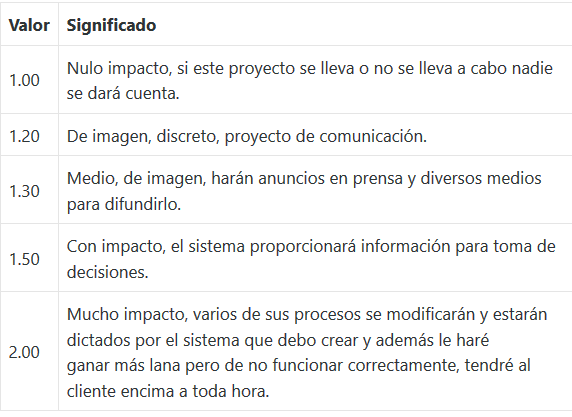 Valor Significado
1.00 Nulo impacto, si este proyecto se lleva o no se lleva a cabo nadie
se dará cuenta.
1.20 De imagen, discreto, proyecto de comunicación.
1.30 Medio, de imagen, harán anuncios en prensa y diversos medios
para difundirlo.
1.50 Con impacto, el sistema proporcionará información para toma de
decisiones.
2.00 Mucho impacto, varios de sus procesos se modificarán y estarán
dictados por el sistema que debo crear y además le haré
ganar más lana pero de no funcionar correctamente, tendré al
cliente encima a toda hora.